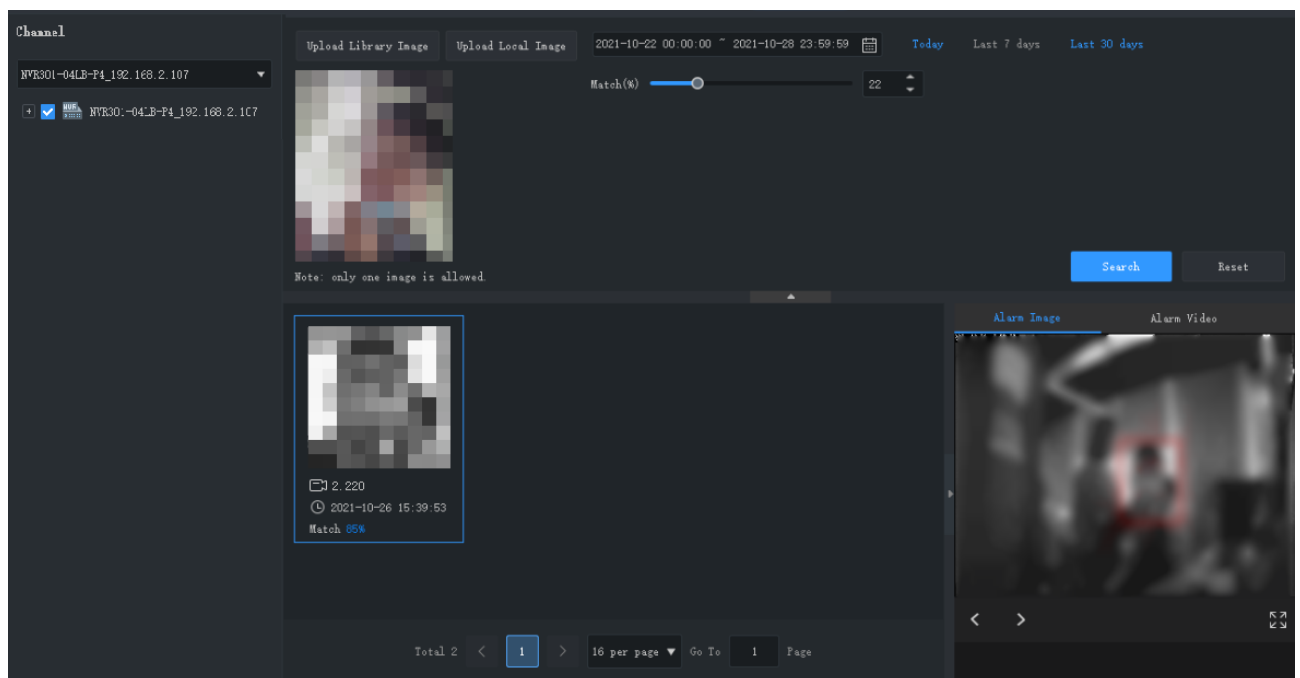 Channel
NVR301-04LB-P4_192.168.2.107
NVR301-04LB-P4_192.168.2.107
Upload Library Image
Upload Local Image
2021-10-22 00:00:00 ~ 2021-10-28 23:59:59
Today
Last 7 days
Last 30 days
Match(%)
22
Note: only one image is allowed.
Search
Reset
2.220
2021-10-26 15:39:53
Match 85%
Alarm Image
Alarm Video
Total 2
1
16 per page
Go To
1
Page